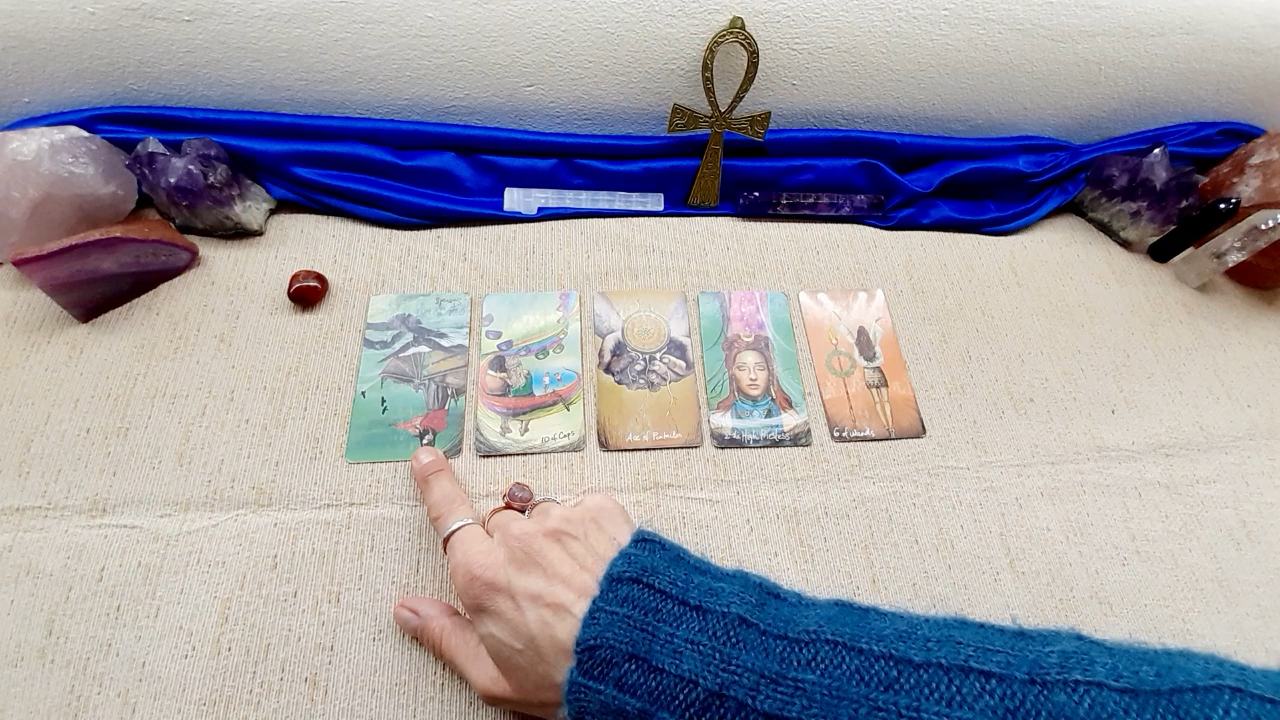 10 of Cups
Ace of Pentacles
2 The High Priestess
6 of Wands